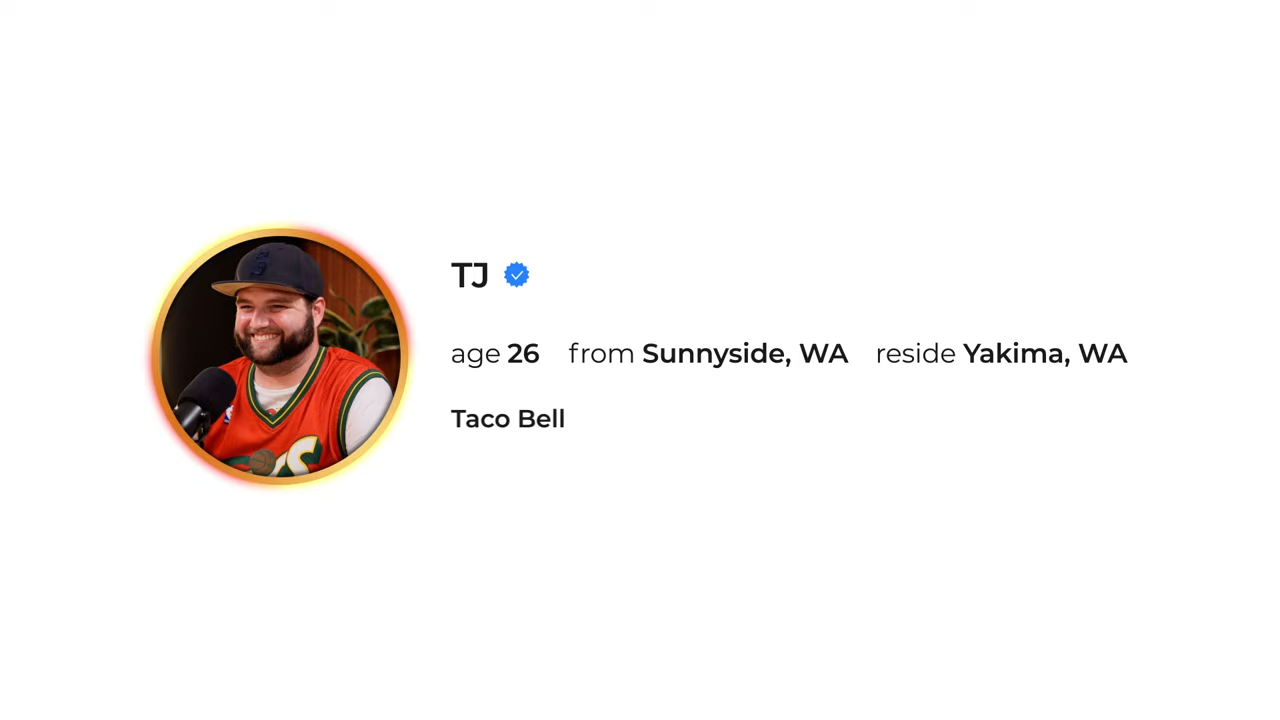 TJ
age 26 from Sunnyside, WA reside Yakima, WA
Taco Bell